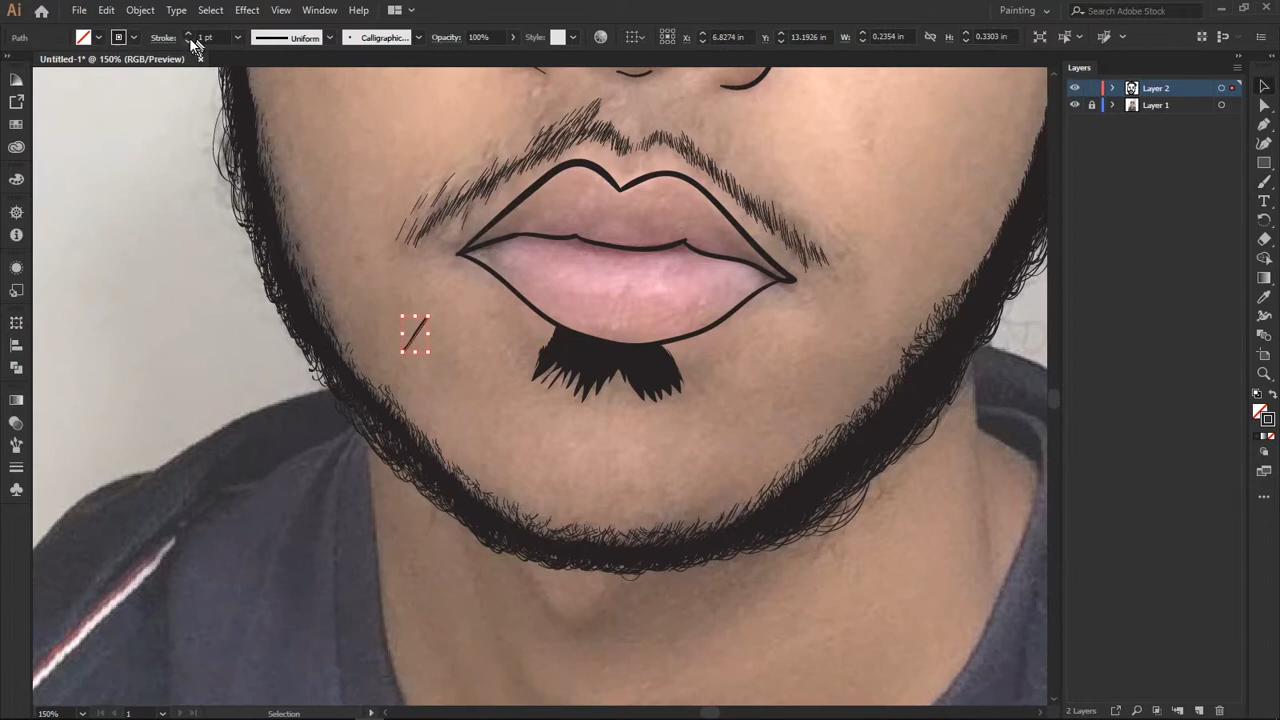 Ai File Edit Object Type Select Effect View Window Help Painting Search Adobe Stock
Path Stroke: 1 pt Uniform Calligraphic... Opacity: 100% Style: X: 6.8274 in Y: 13.1926 in W: 0.2354 in H: 0.3303 in
Untitled-1* @ 150% (RGB/Preview)
Layers
Layer 2
Layer 1
150% 1 Selection 2 Layers